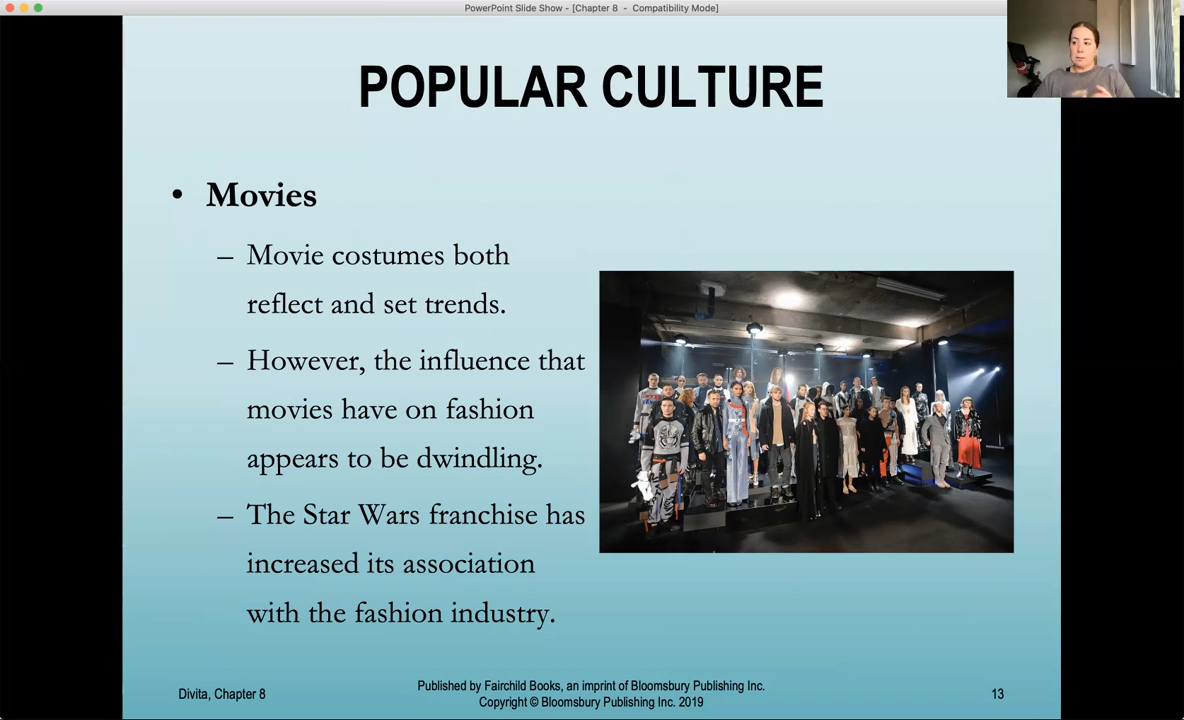 PowerPoint Slide Show - [Chapter 8 - Compatibility Mode]
POPULAR CULTURE
• Movies
– Movie costumes both
reflect and set trends.
– However, the influence that
movies have on fashion
appears to be dwindling.
– The Star Wars franchise has
increased its association
with the fashion industry.
Divita, Chapter 8
Published by Fairchild Books, an imprint of Bloomsbury Publishing Inc.
Copyright © Bloomsbury Publishing Inc. 2019
13